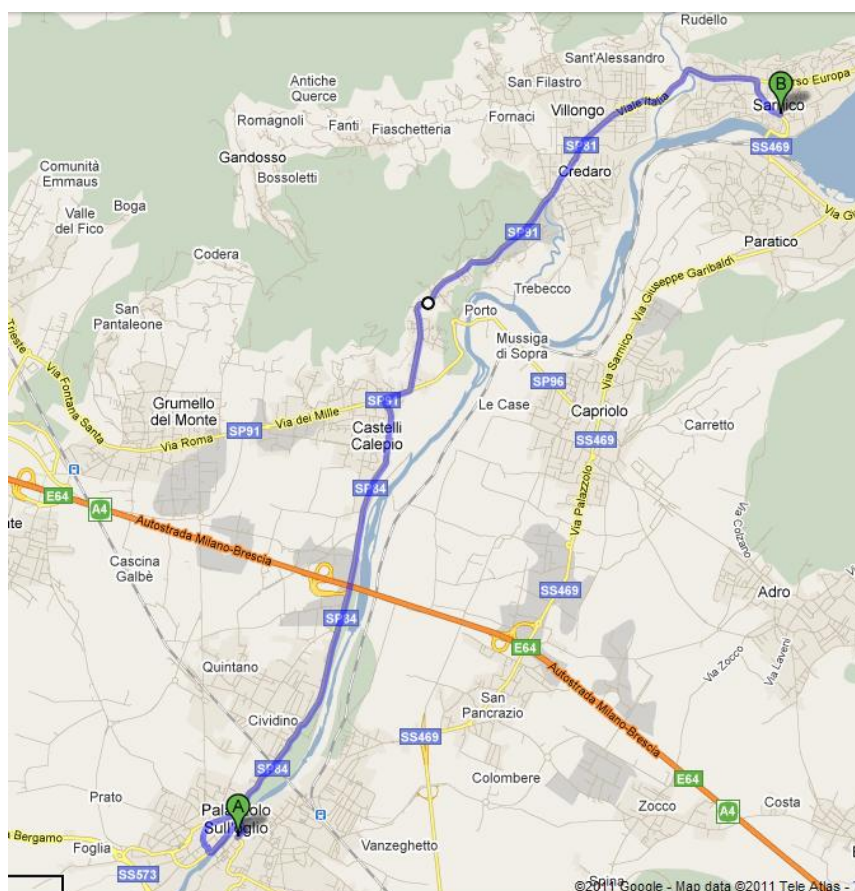 Rudello
Sant'Alessandro
San Filastro
Corso Europa
Antiche
Querce
Villongo
Viale Italia
B
Sarnico
Romagnoli
Fanti
Fiaschetteria
Fornaci
SP81
SS469
Gandosso
Credaro
Comunità
Emmaus
Bossoletti
Boga
Valle
del Fico
SP91
Via G
Paratico
Codera
Via Giuseppe Garibaldi
Trebecco
San
Pantaleone
Porto
Trieste
Mussiga
di Sopra
Via Sarnico
Via Fontana Santa
SP96
Grumello
del Monte
SP91
Via dei Mille
Le Case
Capriolo
Via Roma
SP91
Castelli
Calepio
Carretto
SS469
SP84
E64
A4
Via Palazzolo
Via Colzano
Autostrada Milano-Brescia
Cascina
Galbè
SS469
Adro
SP84
E64
Via Zocco
Via Laveni
Quintano
Autostrada Milano-Brescia
San
Pancrazio
Cividino
SS469
SP84
Colombere
E64
Prato
A
Palazzolo
Sull'oglio
Zocco
A4
Costa
Bergamo
Foglia
Vanzeghetto
SS573
Spina
©2011 Google - Map data ©2011 Tele Atlas -